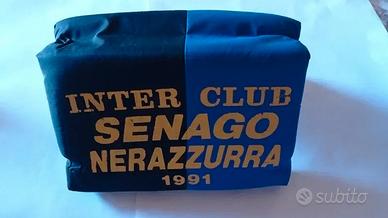 INTER CLUB
SENAGO
NERAZZURRA
1991
subito